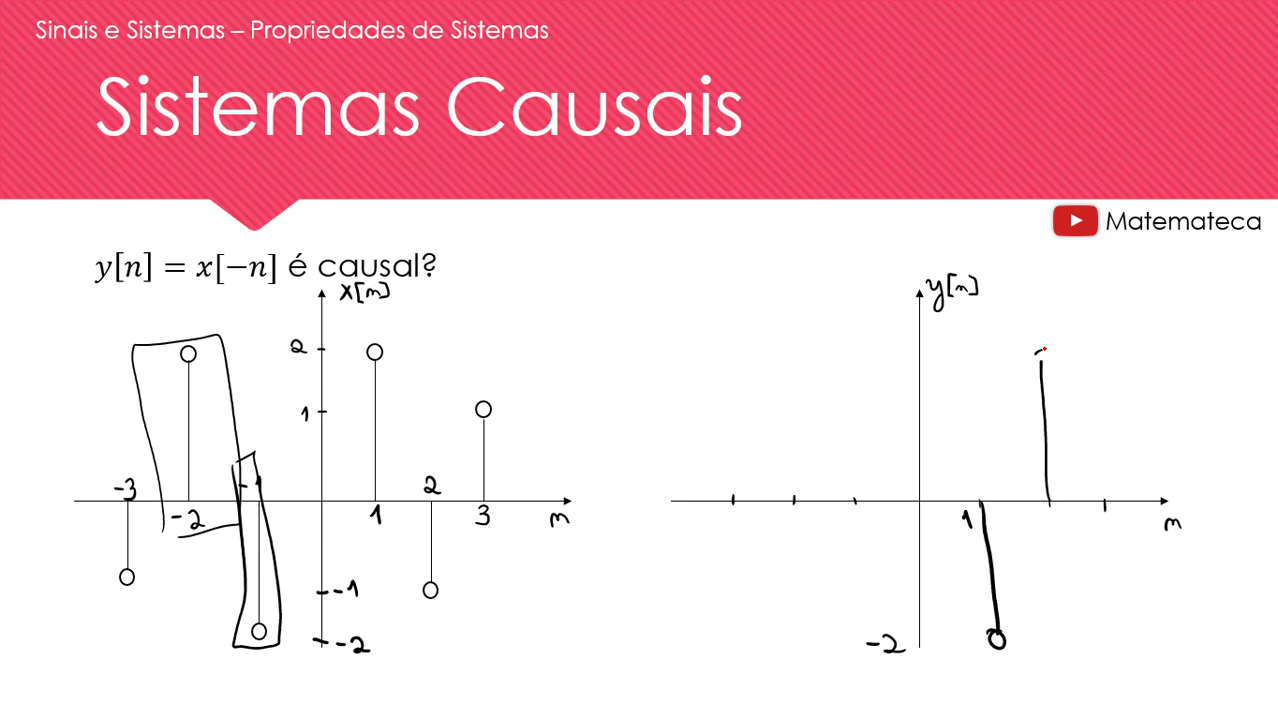 Sinais e Sistemas – Propriedades de Sistemas
Sistemas Causais
Matemateca
y[n] = x[−n] é causal?
x[n]
y[n]
2
1
-3
-2
-1
1
2
3
n
-1
-2
1
n
-2